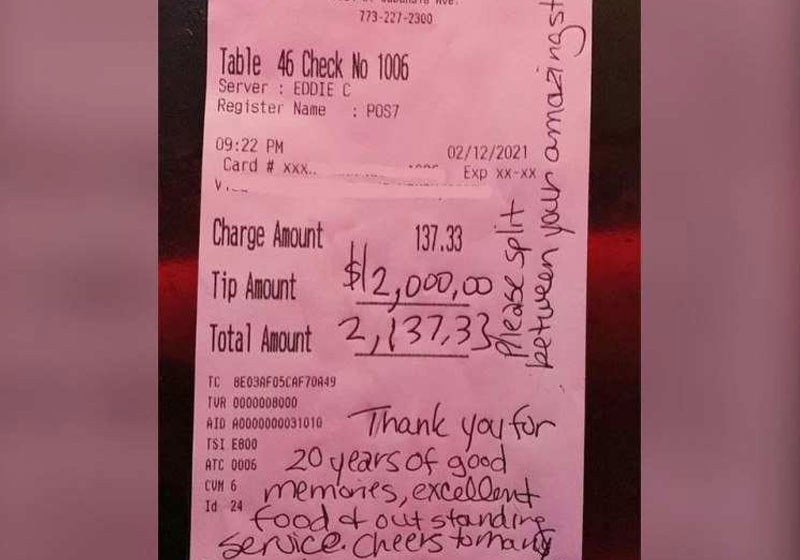 773-227-2300
Table 46 Check No 1006
Server : EDDIE C
Register Name : POS7
09:22 PM 02/12/2021
Card # xxx.. Exp xx-xx
Charge Amount 137.33
Tip Amount $2,000.00
Total Amount 2,137.33
Please split
between your amazing
TC 8E03AF05CAF70A49
TVR 0000008000
AID A0000000031010
TSI E800
ATC 0006
CVM 6
Id 24
Thank you for
20 years of good
memories, excellent
food & outstanding
service. Cheers to many